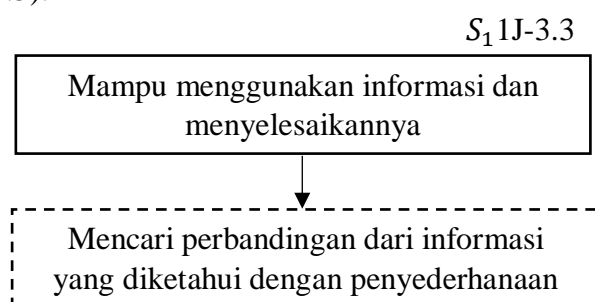 S₁1J-3.3
Mampu menggunakan informasi dan
menyelesaikannya
Mencari perbandingan dari informasi
yang diketahui dengan penyederhanaan